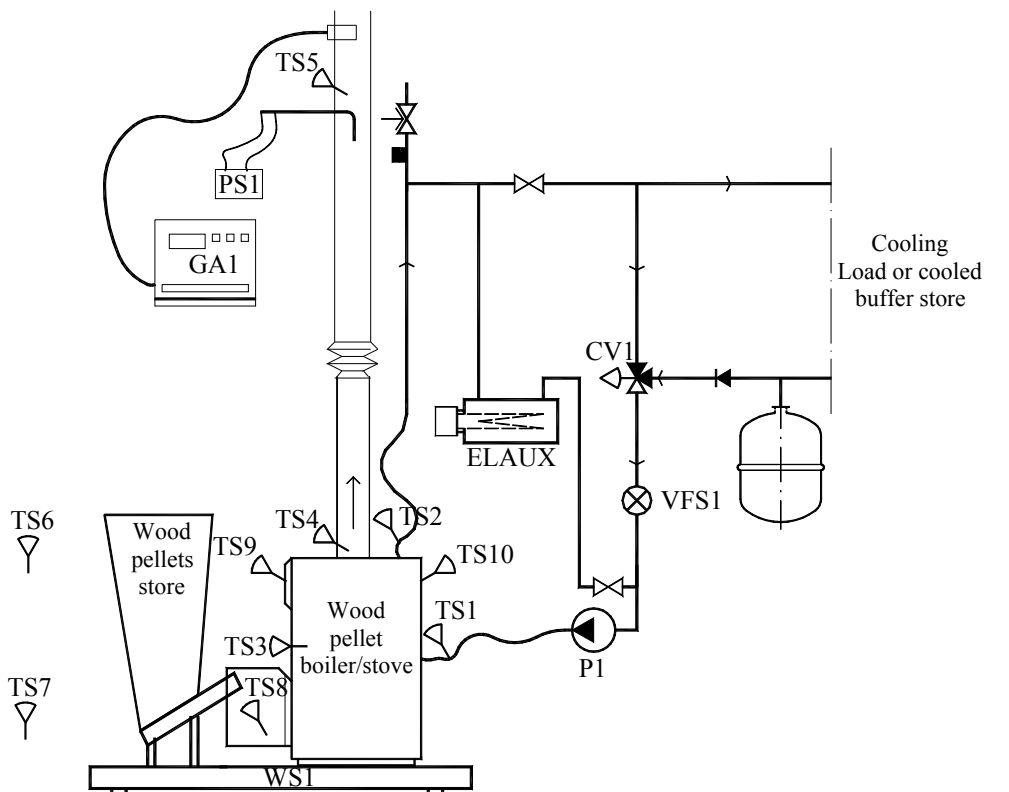 TS5
PS1
GA1
Cooling
Load or cooled
buffer store
CV1
ELAUX
VFS1
TS6
Wood
pellets
store
TS4
TS2
TS9
TS10
Wood
pellet
boiler/stove
TS1
TS3
P1
TS7
TS8
WS1